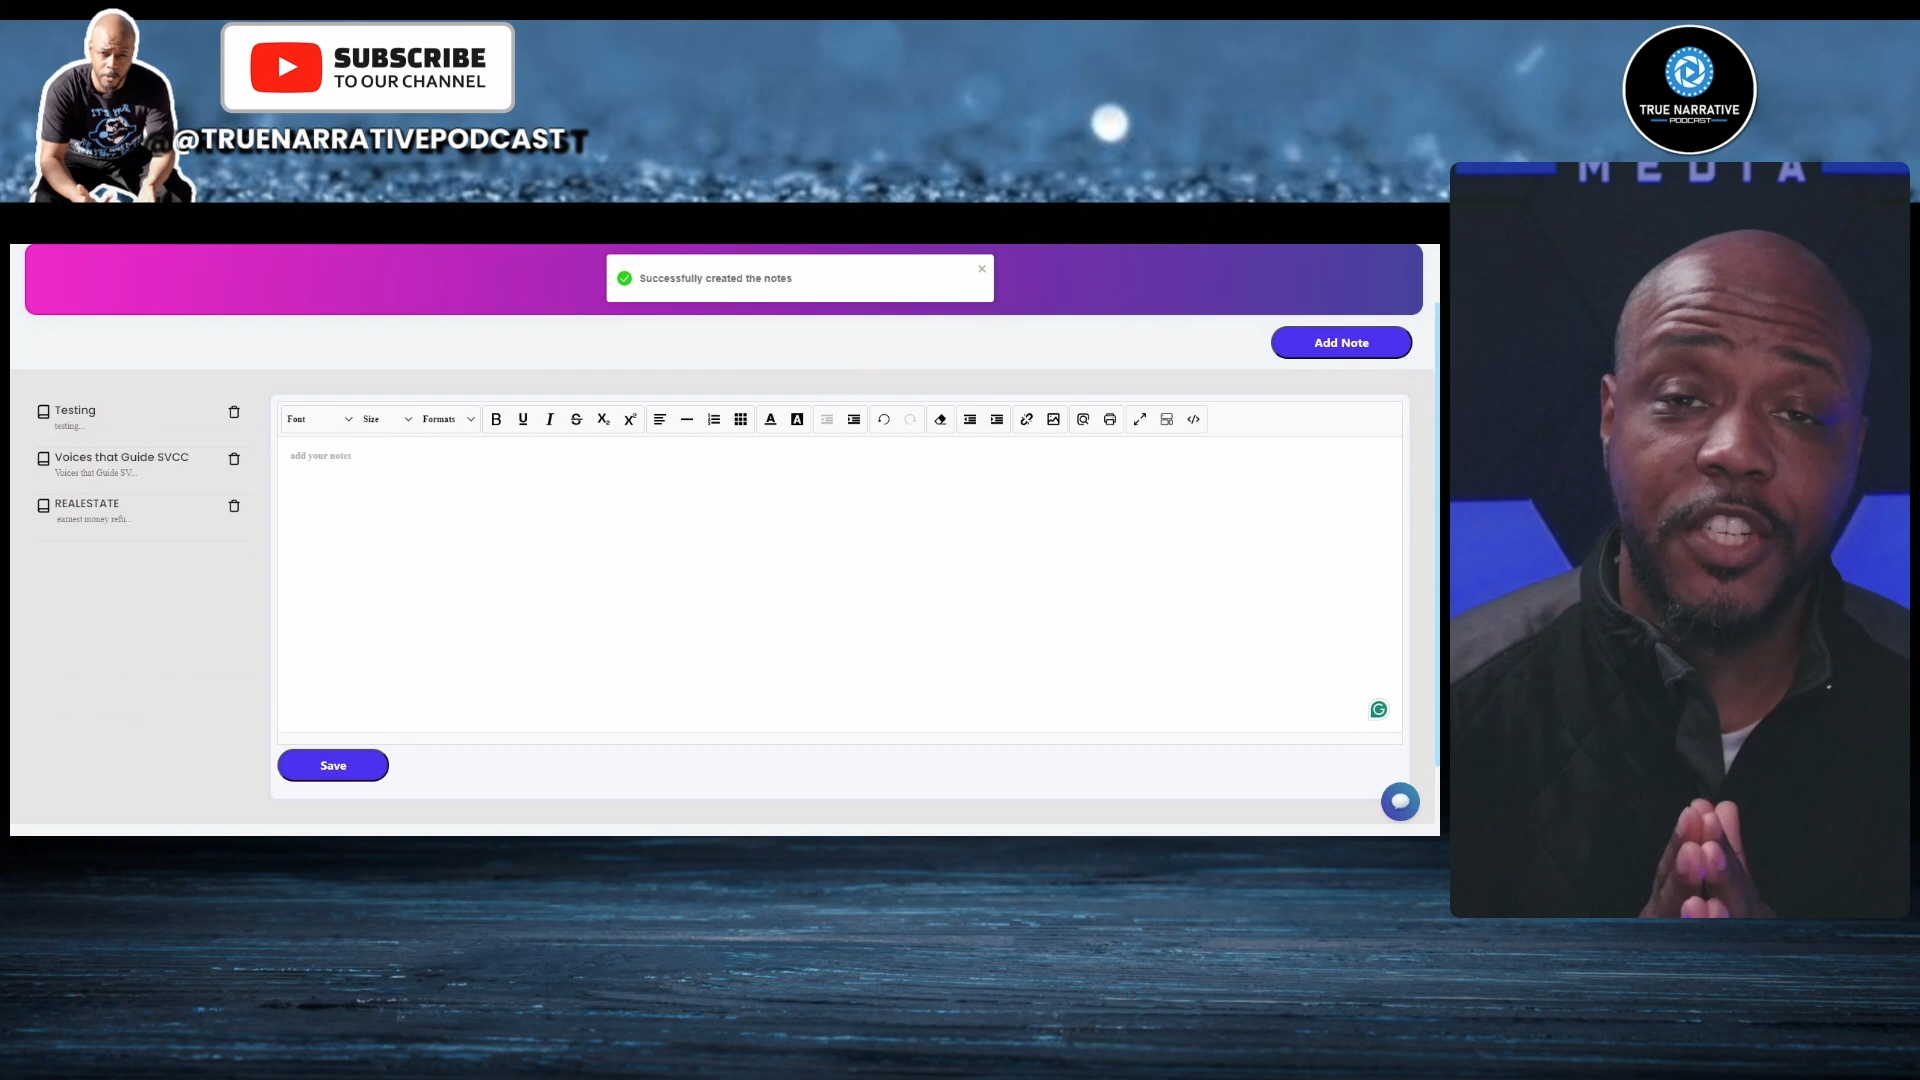 SUBSCRIBE
TO OUR CHANNEL
@TRUENARRATIVEPODCAST
TRUE NARRATIVE
PODCAST
MEDIA
Successfully created the notes
Add Note
Testing
testing...
Voices that Guide SVCC
Voices that Guide SV...
REALESTATE
earnest money refu...
Font
Size
Formats
add your notes
Save